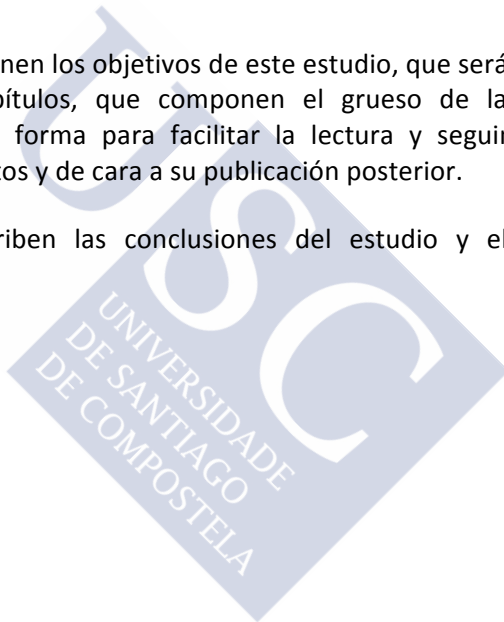 nen los objetivos de este estudio, que será
pítulos, que componen el grueso de la
forma para facilitar la lectura y seguir
tos y de cara a su publicación posterior.
riben las conclusiones del estudio y el
USC
UNIVERSIDADE
DE SANTIAGO
DE COMPOSTELA